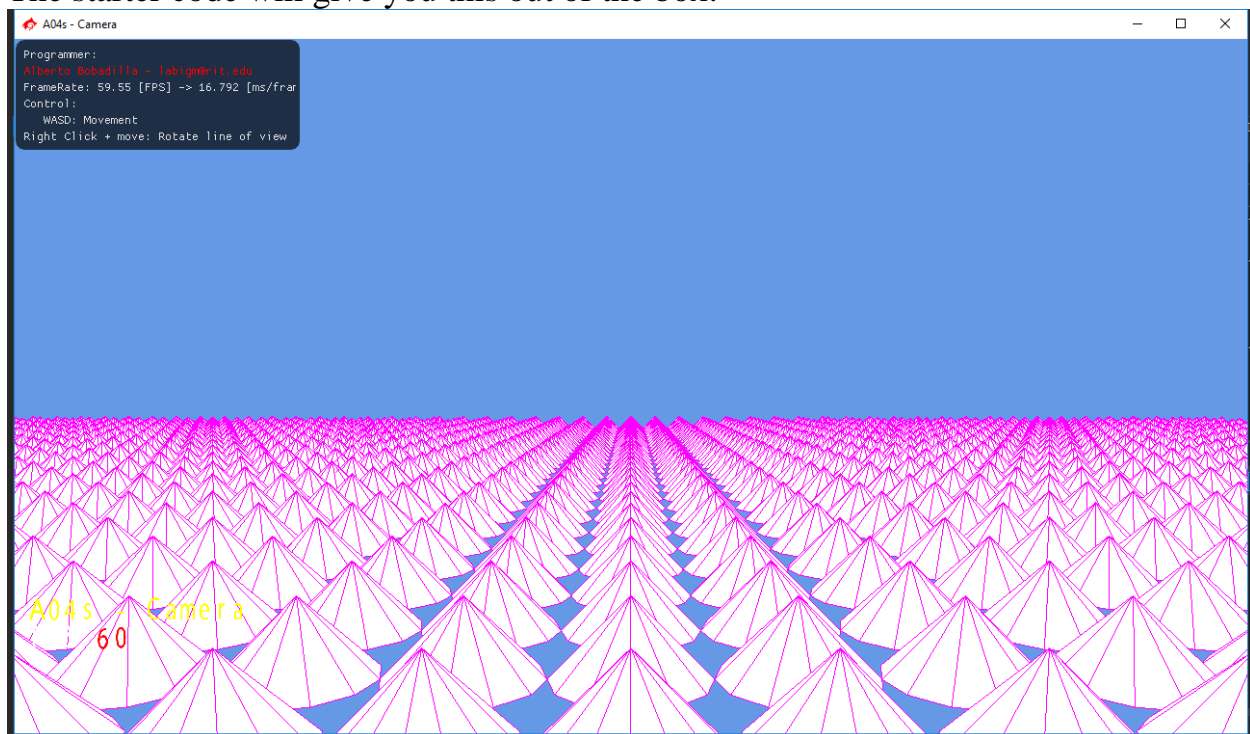 The starter code will give you this out of the box:
A04s - Camera
Programmer:
Alberto Bobadilla - labigm@rit.edu
FrameRate: 59.55 [FPS] -> 16.792 [ms/frar
Control:
WASD: Movement
Right Click + move: Rotate line of view
A04s - Camera
60